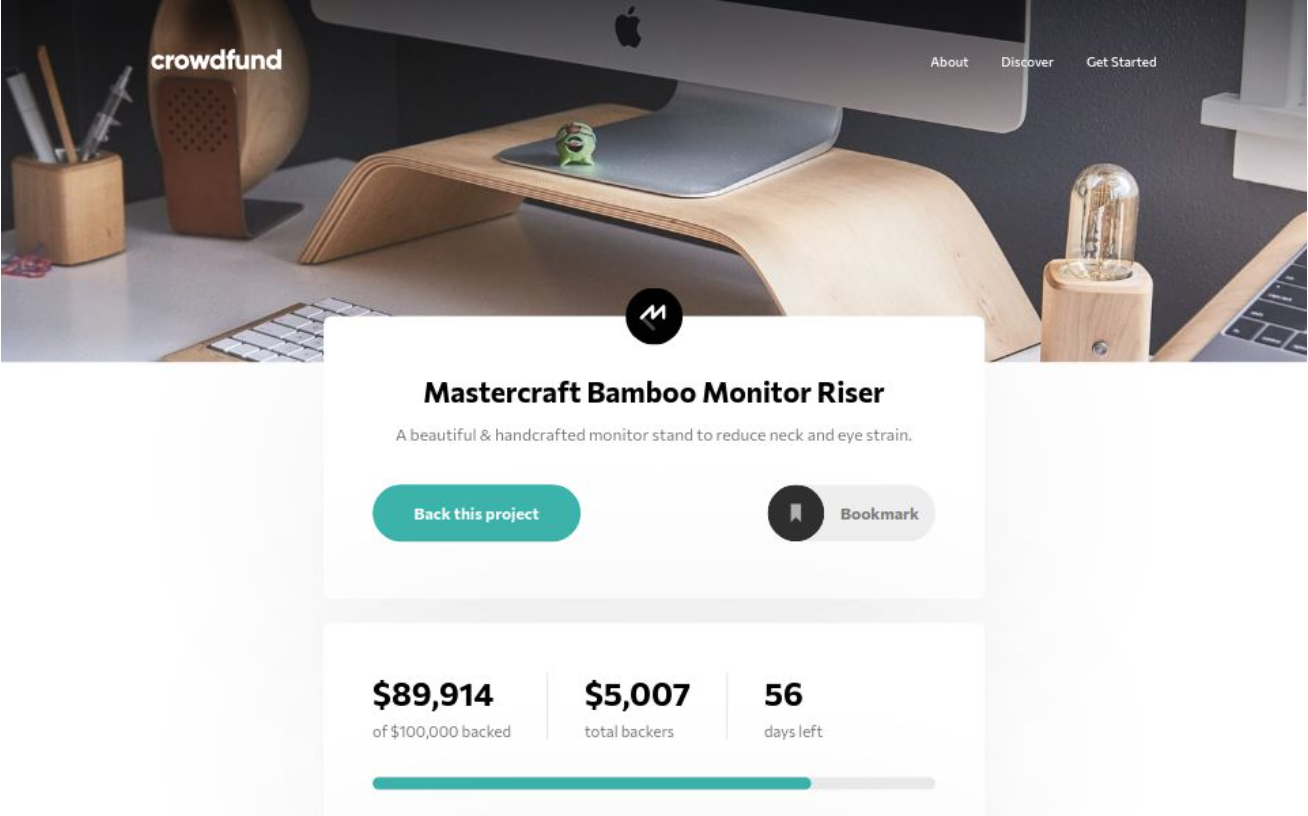 crowdfund
About Discover Get Started
Mastercraft Bamboo Monitor Riser
A beautiful & handcrafted monitor stand to reduce neck and eye strain.
Back this project
Bookmark
$89,914
of $100,000 backed
$5,007
total backers
56
days left